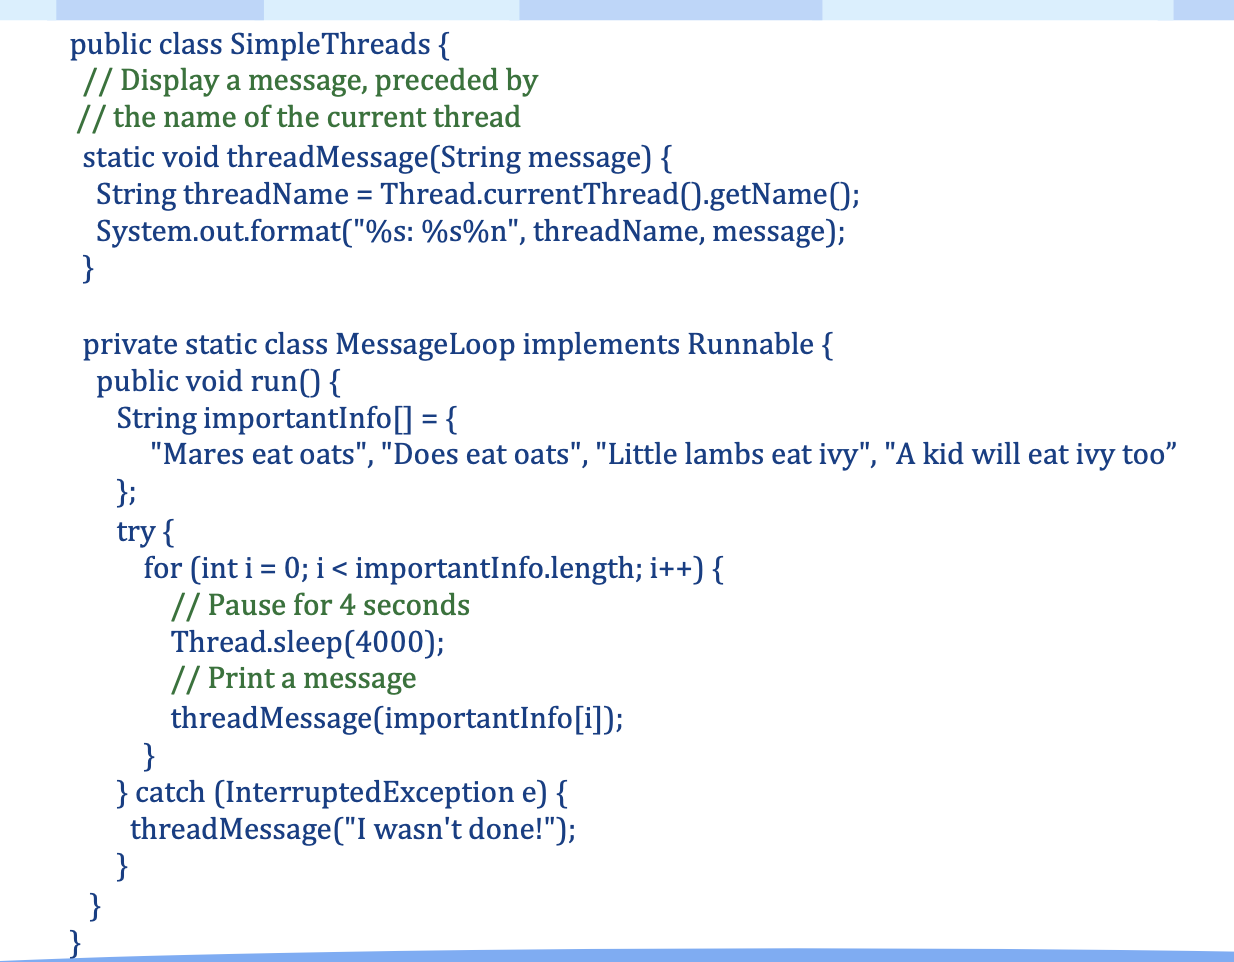 public class SimpleThreads {
// Display a message, preceded by
// the name of the current thread
static void threadMessage(String message) {
String threadName = Thread.currentThread().getName();
System.out.format("%s: %s%n", threadName, message);
}
private static class MessageLoop implements Runnable {
public void run() {
String importantInfo[] = {
"Mares eat oats", "Does eat oats", "Little lambs eat ivy", "A kid will eat ivy too”
};
try {
for (int i = 0; i < importantInfo.length; i++) {
// Pause for 4 seconds
Thread.sleep(4000);
// Print a message
threadMessage(importantInfo[i]);
}
} catch (InterruptedException e) {
threadMessage("I wasn't done!");
}
}
}